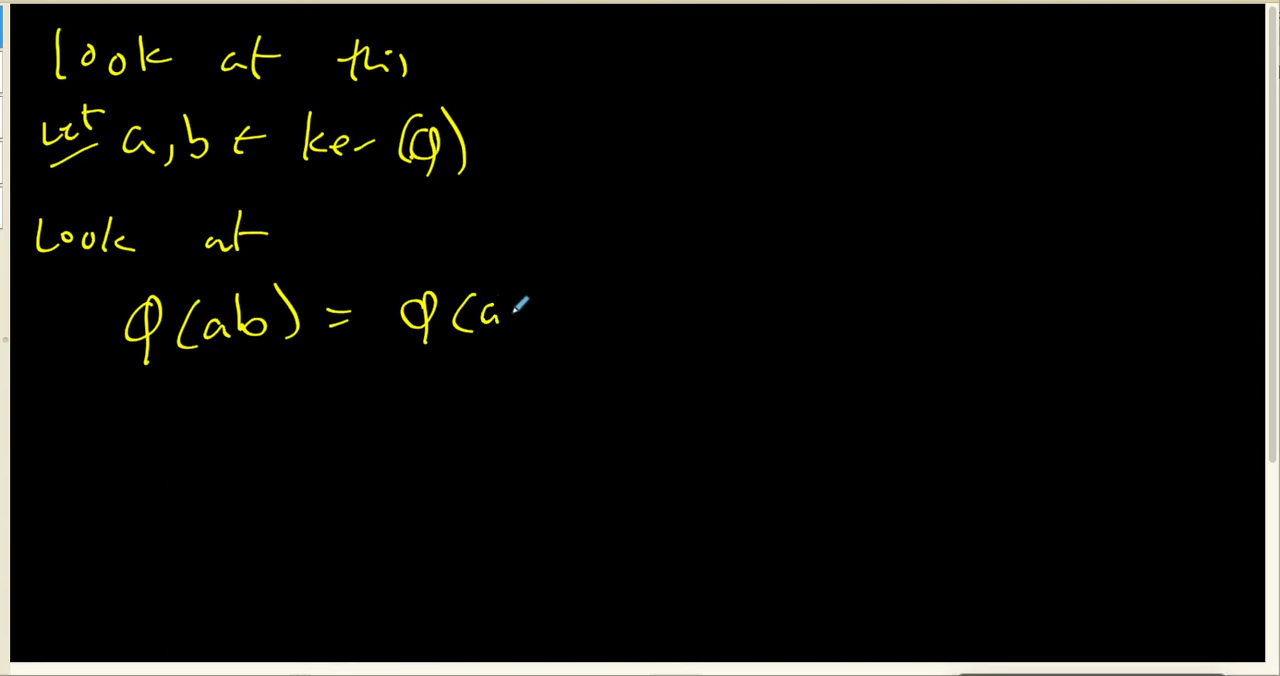 Look at this
Let a, b ∈ ker(φ)
Look at
φ(ab) = φ(a